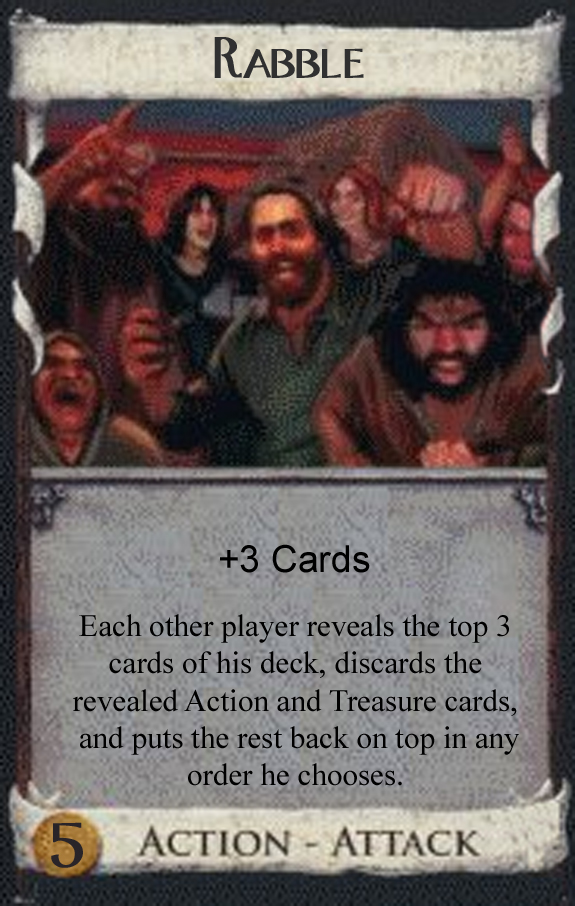 RABBLE
+3 Cards
Each other player reveals the top 3
cards of his deck, discards the
revealed Action and Treasure cards,
and puts the rest back on top in any
order he chooses.
5 ACTION - ATTACK